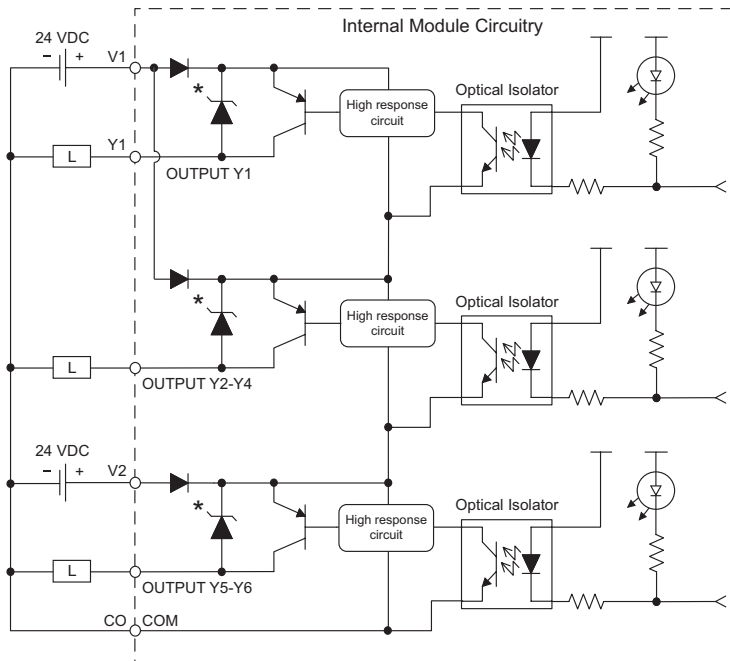 Internal Module Circuitry
24 VDC
− +
V1
*
High response
circuit
Optical Isolator
Y1
L
OUTPUT Y1
*
High response
circuit
Optical Isolator
L
OUTPUT Y2-Y4
24 VDC
− +
V2
*
High response
circuit
Optical Isolator
L
OUTPUT Y5-Y6
CO
COM